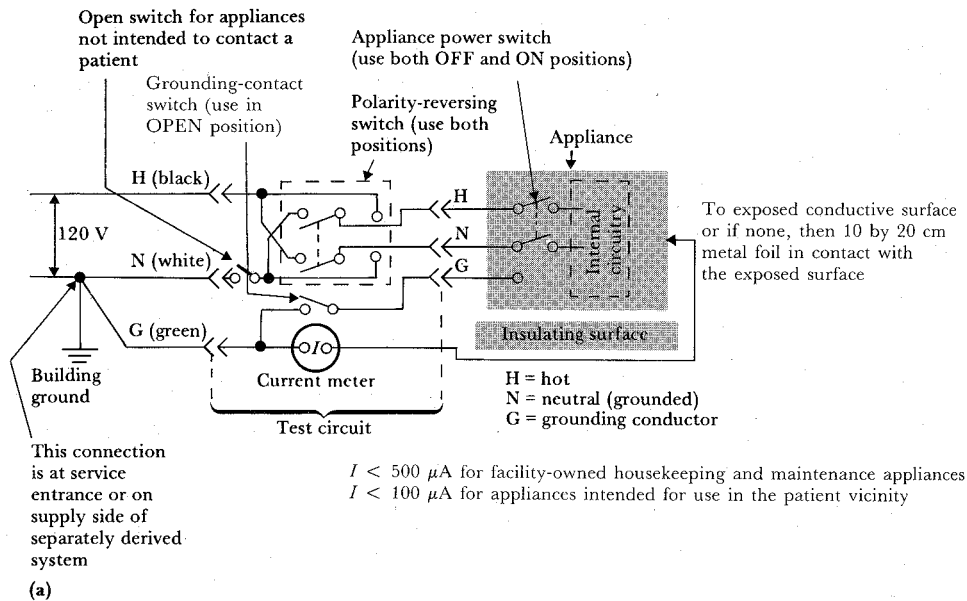 Open switch for appliances
not intended to contact a
patient
Grounding-contact
switch (use in
OPEN position)
Appliance power switch
(use both OFF and ON positions)
Polarity-reversing
switch (use both
positions)
Appliance
H (black)
H
120 V
N (white)
N
G
Internal
circuitry
To exposed conductive surface
or if none, then 10 by 20 cm
metal foil in contact with
the exposed surface
G (green)
I
Insulating surface
Building
ground
Current meter
H = hot
N = neutral (grounded)
G = grounding conductor
Test circuit
This connection
is at service
entrance or on
supply side of
separately derived
system
I < 500 μA for facility-owned housekeeping and maintenance appliances
I < 100 μA for appliances intended for use in the patient vicinity
(a)